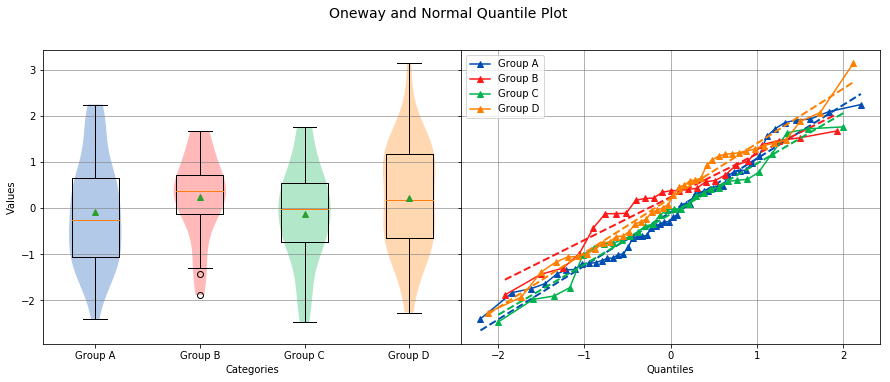 Oneway and Normal Quantile Plot
Values
3
2
1
0
−1
−2
Group A
Group B
Group C
Group D
Categories
Group A
Group B
Group C
Group D
−2
−1
0
1
2
Quantiles